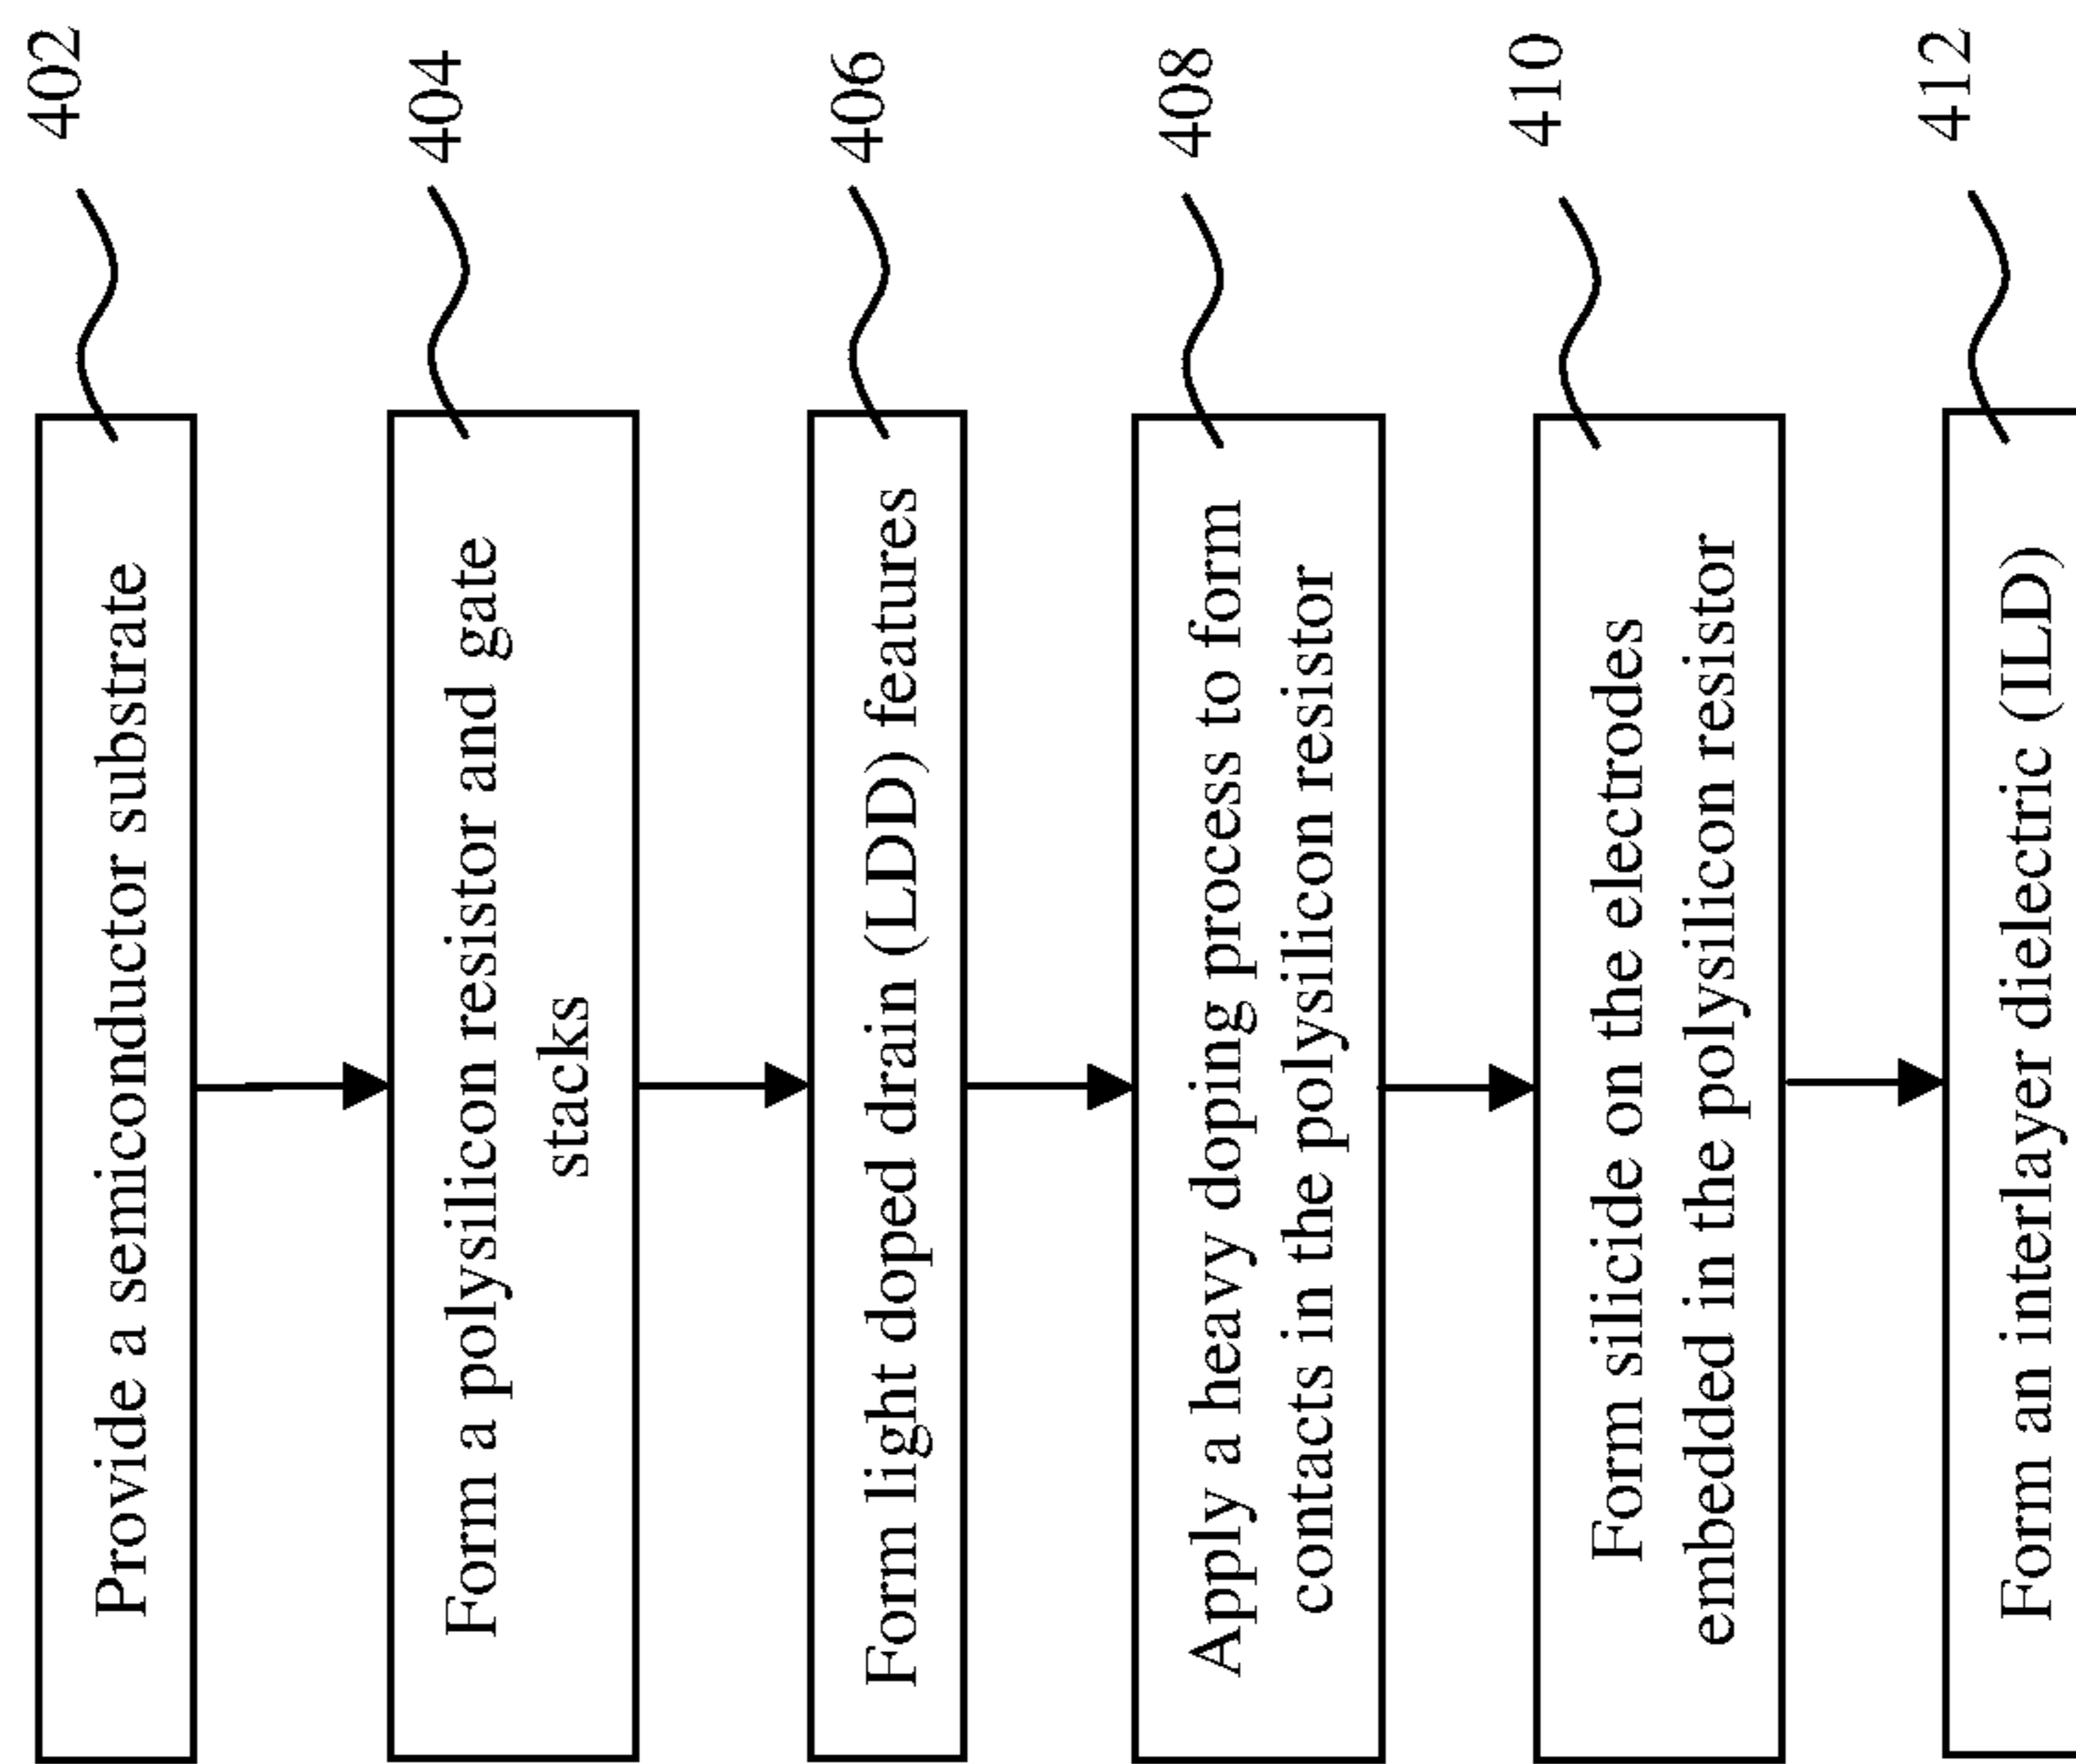 402
Provide a semiconductor substrate
404
Form a polysilicon resistor and gate
stacks
406
Form light doped drain (LDD) features
408
Apply a heavy doping process to form
contacts in the polysilicon resistor
410
Form silicide on the electrodes
embedded in the polysilicon resistor
412
Form an interlayer dielectric (ILD)